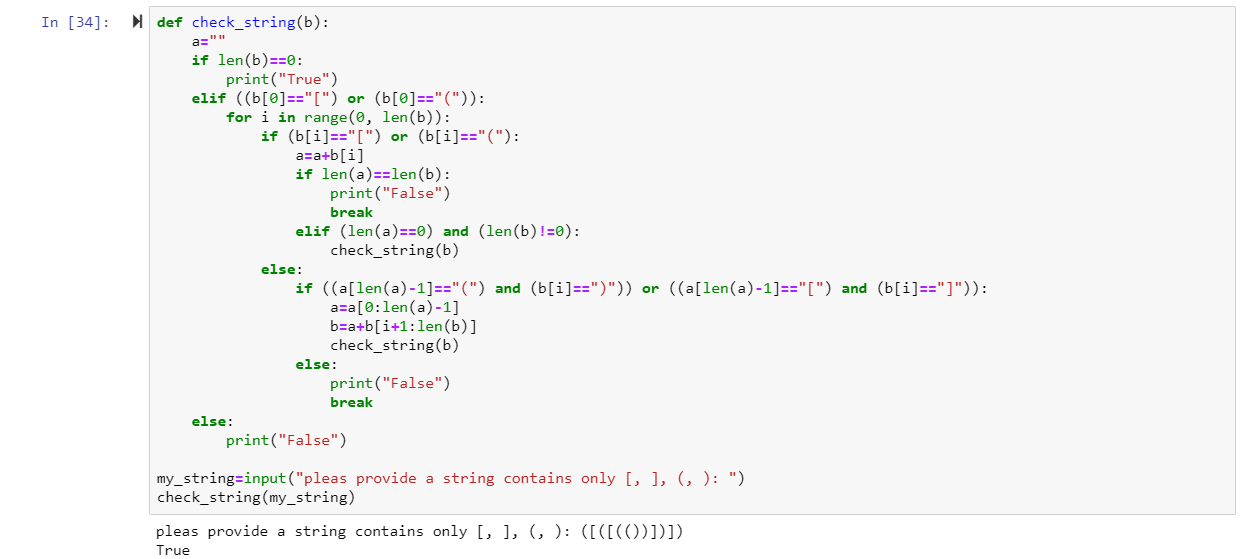 In [34]: def check_string(b):
    a=""
    if len(b)==0:
        print("True")
    elif ((b[0]=="[") or (b[0]=="(")):
        for i in range(0, len(b)):
            if (b[i]=="[") or (b[i]=="("):
                a=a+b[i]
                if len(a)==len(b):
                    print("False")
                    break
                elif (len(a)==0) and (len(b)!=0):
                    check_string(b)
            else:
                if ((a[len(a)-1]=="(") and (b[i]==")")) or ((a[len(a)-1]=="[") and (b[i]=="]")):
                    a=a[0:len(a)-1]
                    b=a+b[i+1:len(b)]
                    check_string(b)
                else:
                    print("False")
                    break
    else:
        print("False")
my_string=input("pleas provide a string contains only [, ], (, ): ")
check_string(my_string)
pleas provide a string contains only [, ], (, ): ([([(())])])
True